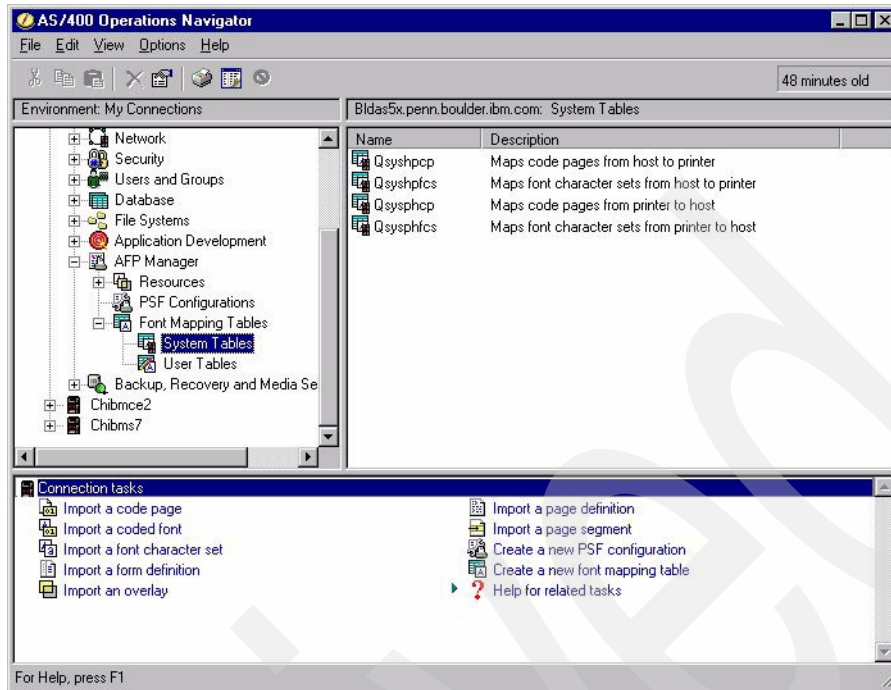 AS/400 Operations Navigator
File Edit View Options Help
48 minutes old
Environment: My Connections
Bldas5x.penn.boulder.ibm.com: System Tables
Network
Security
Users and Groups
Database
File Systems
Application Development
AFP Manager
Resources
PSF Configurations
Font Mapping Tables
System Tables
User Tables
Backup, Recovery and Media Se
Chibmce2
Chibms7
Name Description
Qsyshpcp Maps code pages from host to printer
Qsyshpfcs Maps font character sets from host to printer
Qsysphcp Maps code pages from printer to host
Qsysphfcs Maps font character sets from printer to host
Connection tasks
Import a code page
Import a coded font
Import a font character set
Import a form definition
Import an overlay
Import a page definition
Import a page segment
Create a new PSF configuration
Create a new font mapping table
Help for related tasks
For Help, press F1